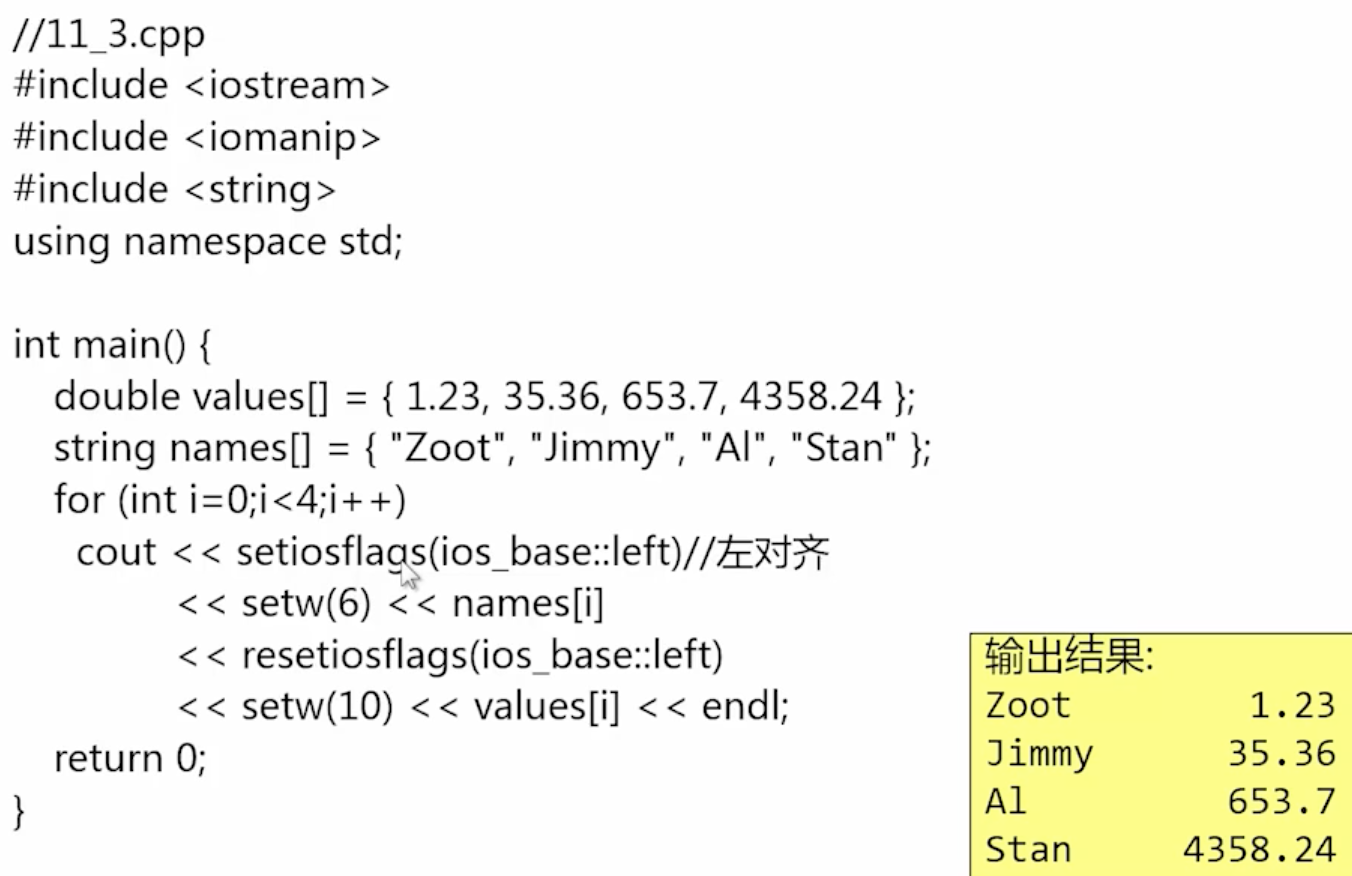 //11_3.cpp
#include <iostream>
#include <iomanip>
#include <string>
using namespace std;
int main() {
double values[] = { 1.23, 35.36, 653.7, 4358.24 };
string names[] = { "Zoot", "Jimmy", "Al", "Stan" };
for (int i=0;i<4;i++)
cout << setiosflags(ios_base::left)//左对齐
<< setw(6) << names[i]
<< resetiosflags(ios_base::left)
<< setw(10) << values[i] << endl;
return 0;
}
输出结果:
Zoot 1.23
Jimmy 35.36
Al 653.7
Stan 4358.24